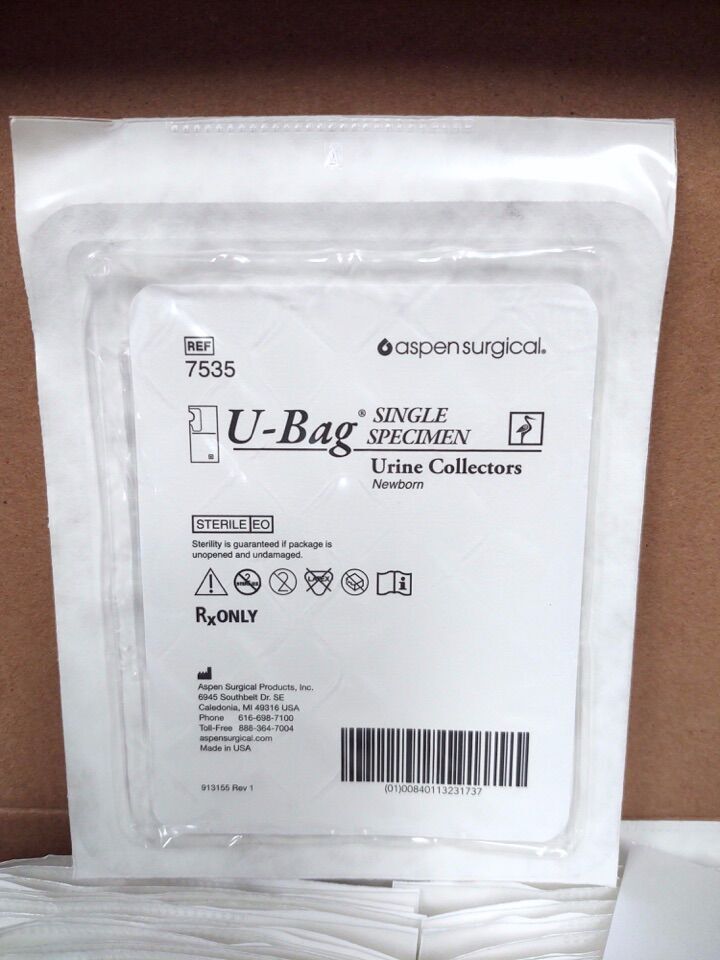 REF
7535
aspen surgical®
U-Bag® SINGLE
SPECIMEN
Urine Collectors
Newborn
STERILE EO
Sterility is guaranteed if package is
unopened and undamaged.
LATEX
RxONLY
Aspen Surgical Products, Inc.
6945 Southbelt Dr. SE
Caledonia, MI 49316 USA
Phone 616-698-7100
Toll-Free 888-364-7004
aspensurgical.com
Made in USA
913155 Rev 1
(01)00840113231737